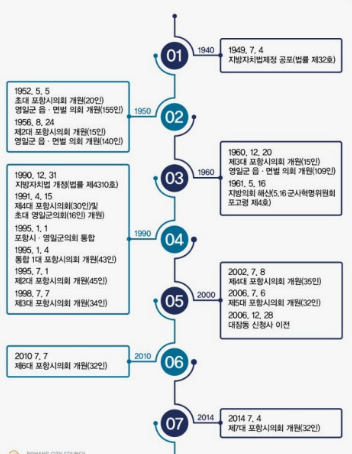 01
1940
1949. 7. 4
지방자치법제정 공포(법률 제32호)
1952. 5. 5
초대 포항시의회 개원(20인)
영일군 읍·면별 의회 개원(155인)
1956. 8. 24
제2대 포항시의회 개원(15인)
영일군 읍·면별 의회 개원(140인)
1950
02
03
1960
1960. 12. 20
제3대 포항시의회 개원(15인)
영일군 읍·면별 의회 개원(109인)
1961. 5. 16
지방의회 해산(5.16 군사혁명위원회
포고령 제4호)
1990. 12. 31
지방자치법 개정(법률 제4310호)
1991. 4. 15
제4대 포항시의회(30인)및
초대 영일군의회(16인) 개원)
1995. 1. 1
포항시·영일군의회 통합
1995. 1. 4
통합 1대 포항시의회 개원(43인)
1995. 7. 1
제2대 포항시의회 개원(45인)
1998. 7. 7
제3대 포항시의회 개원(34인)
1990
04
05
2000
2002. 7. 8
제4대 포항시의회 개원(35인)
2006. 7. 6
제5대 포항시의회 개원(32인)
2006. 12. 28
대잠동 신청사 이전
2010 7. 7
제6대 포항시의회 개원(32인)
2010
06
07
2014
2014 7. 4
제7대 포항시의회 개원(32인)
POHANG CITY COUNCIL